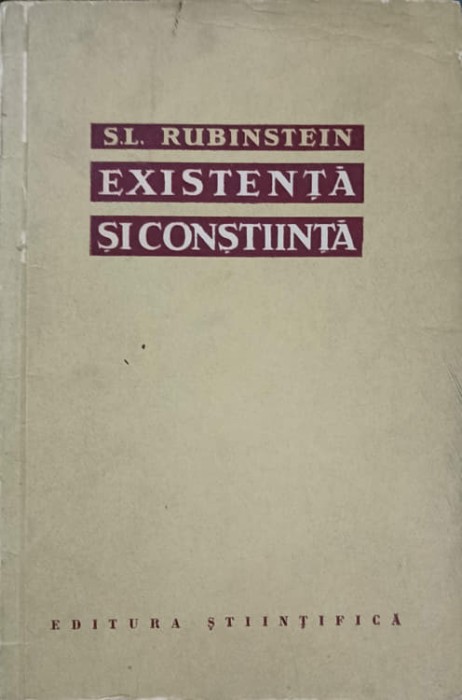 S.L. RUBINSTEIN
EXISTENȚĂ
ȘI CONȘTIINȚĂ
EDITURA ȘTIINȚIFICĂ